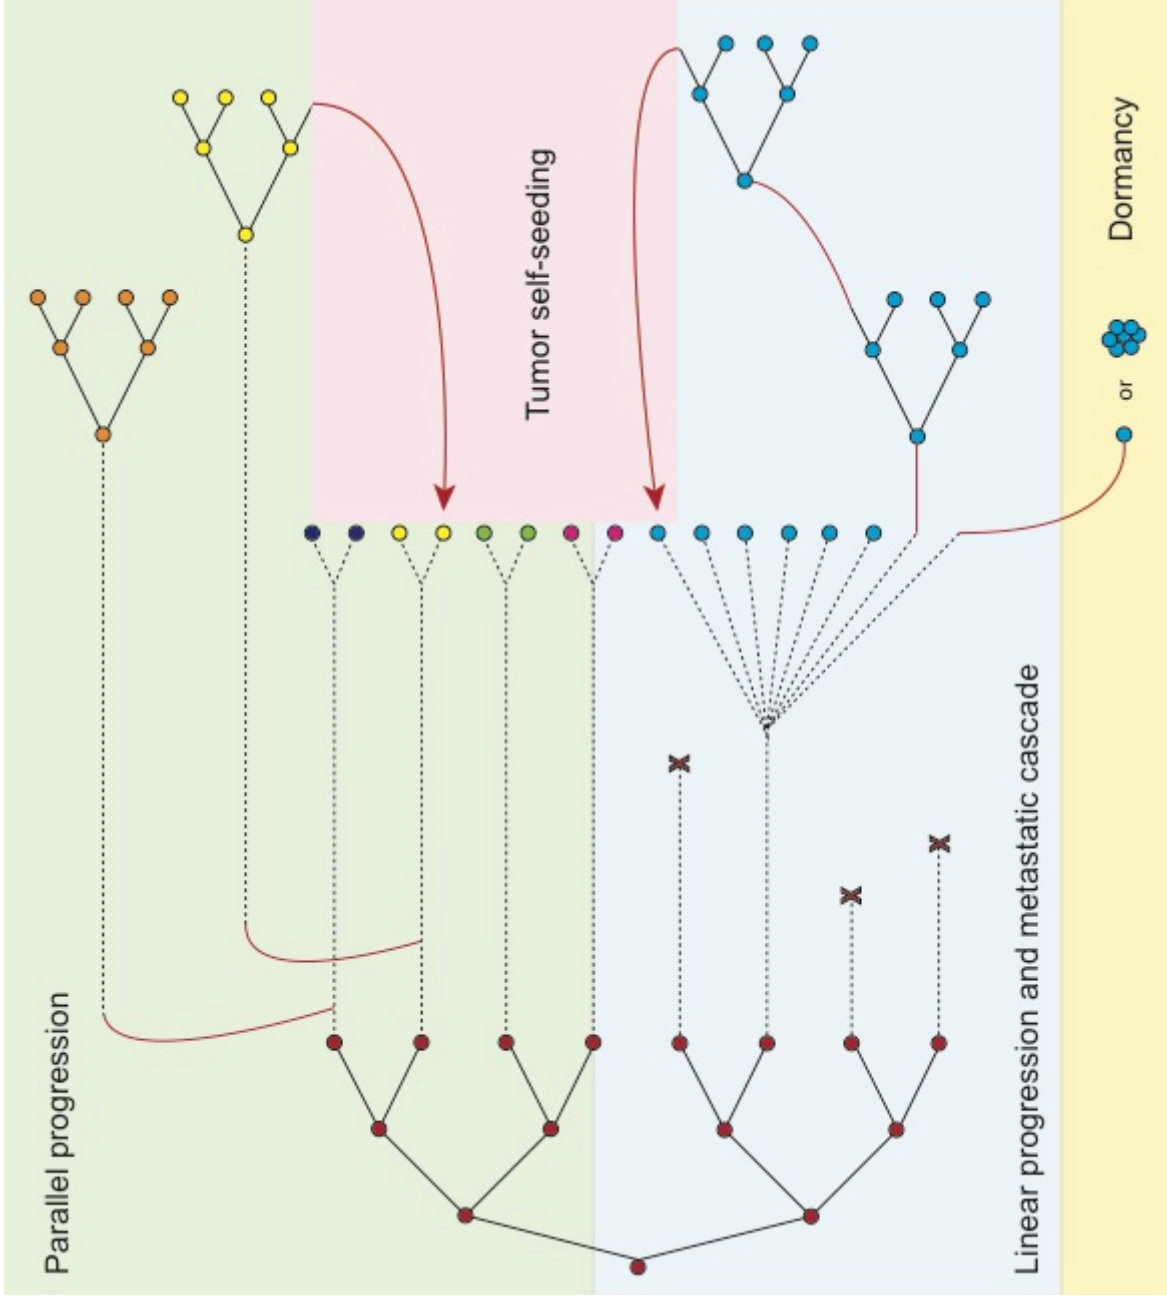 Parallel progression
Tumor self-seeding
Linear progression and metastatic cascade
or
Dormancy